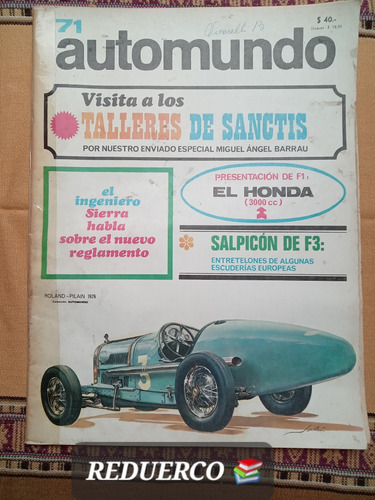 71
$ 40.-
automundo
Visita a los
TALLERES DE SANCTIS
POR NUESTRO ENVIADO ESPECIAL MIGUEL ÁNGEL BARRAU
el
ingeniero
Sierra
habla
sobre el nuevo
reglamento
PRESENTACIÓN DE F1:
EL HONDA
(3000 cc)
SALPICÓN DE F3:
ENTRETELONES DE ALGUNAS
ESCUDERÍAS EUROPEAS
ROLAND-PILAIN 1926
Colección AUTOMUNDO
REDUERCO 📚